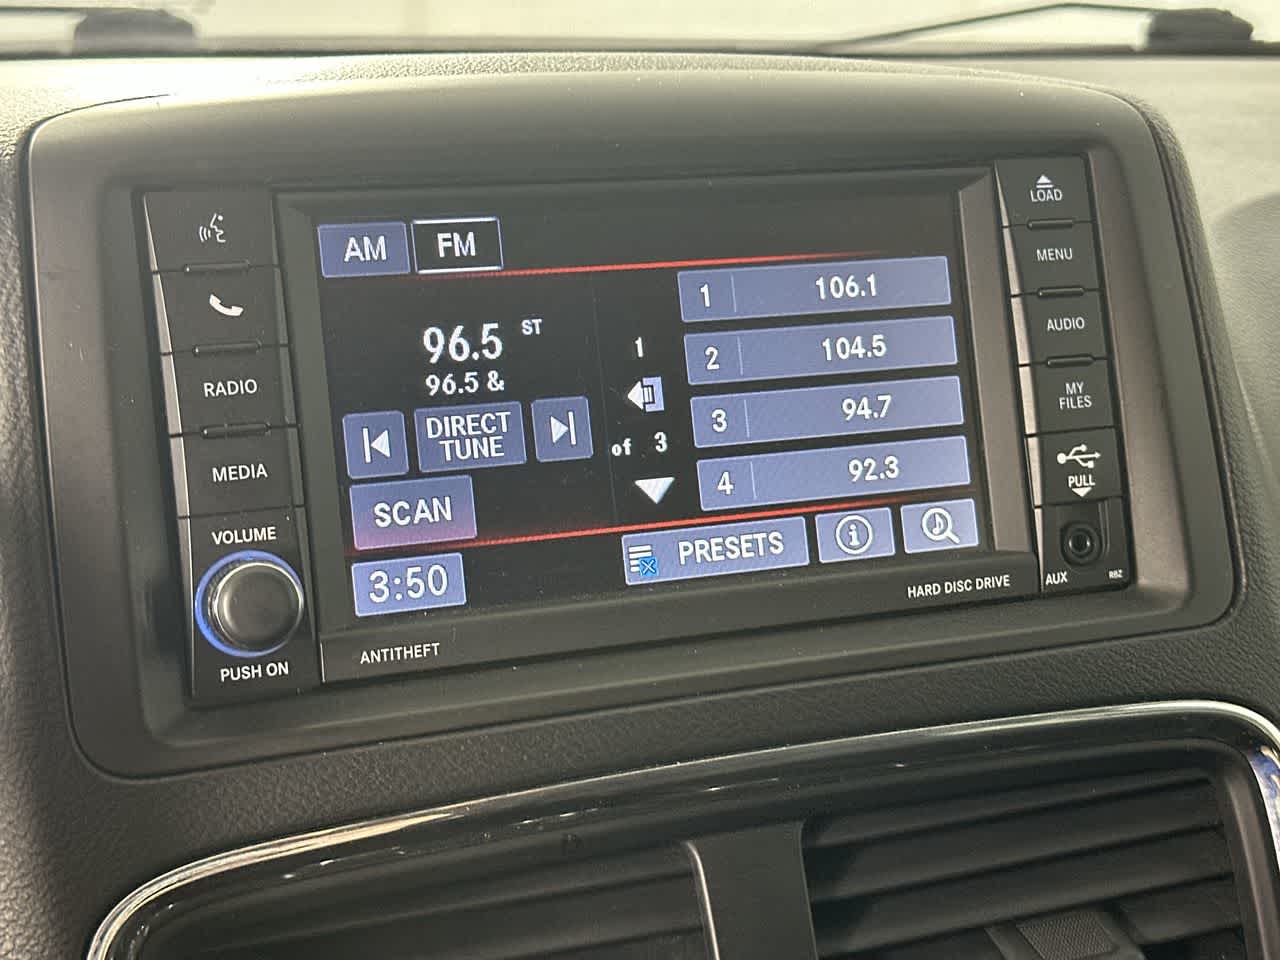 AM
FM
96.5 ST
96.5 &
DIRECT
TUNE
SCAN
3:50
1
of 3
1 106.1
2 104.5
3 94.7
4 92.3
PRESETS
i
RADIO
MEDIA
VOLUME
PUSH ON
ANTITHEFT
HARD DISC DRIVE
LOAD
MENU
AUDIO
MY
FILES
PULL
AUX
RBZ